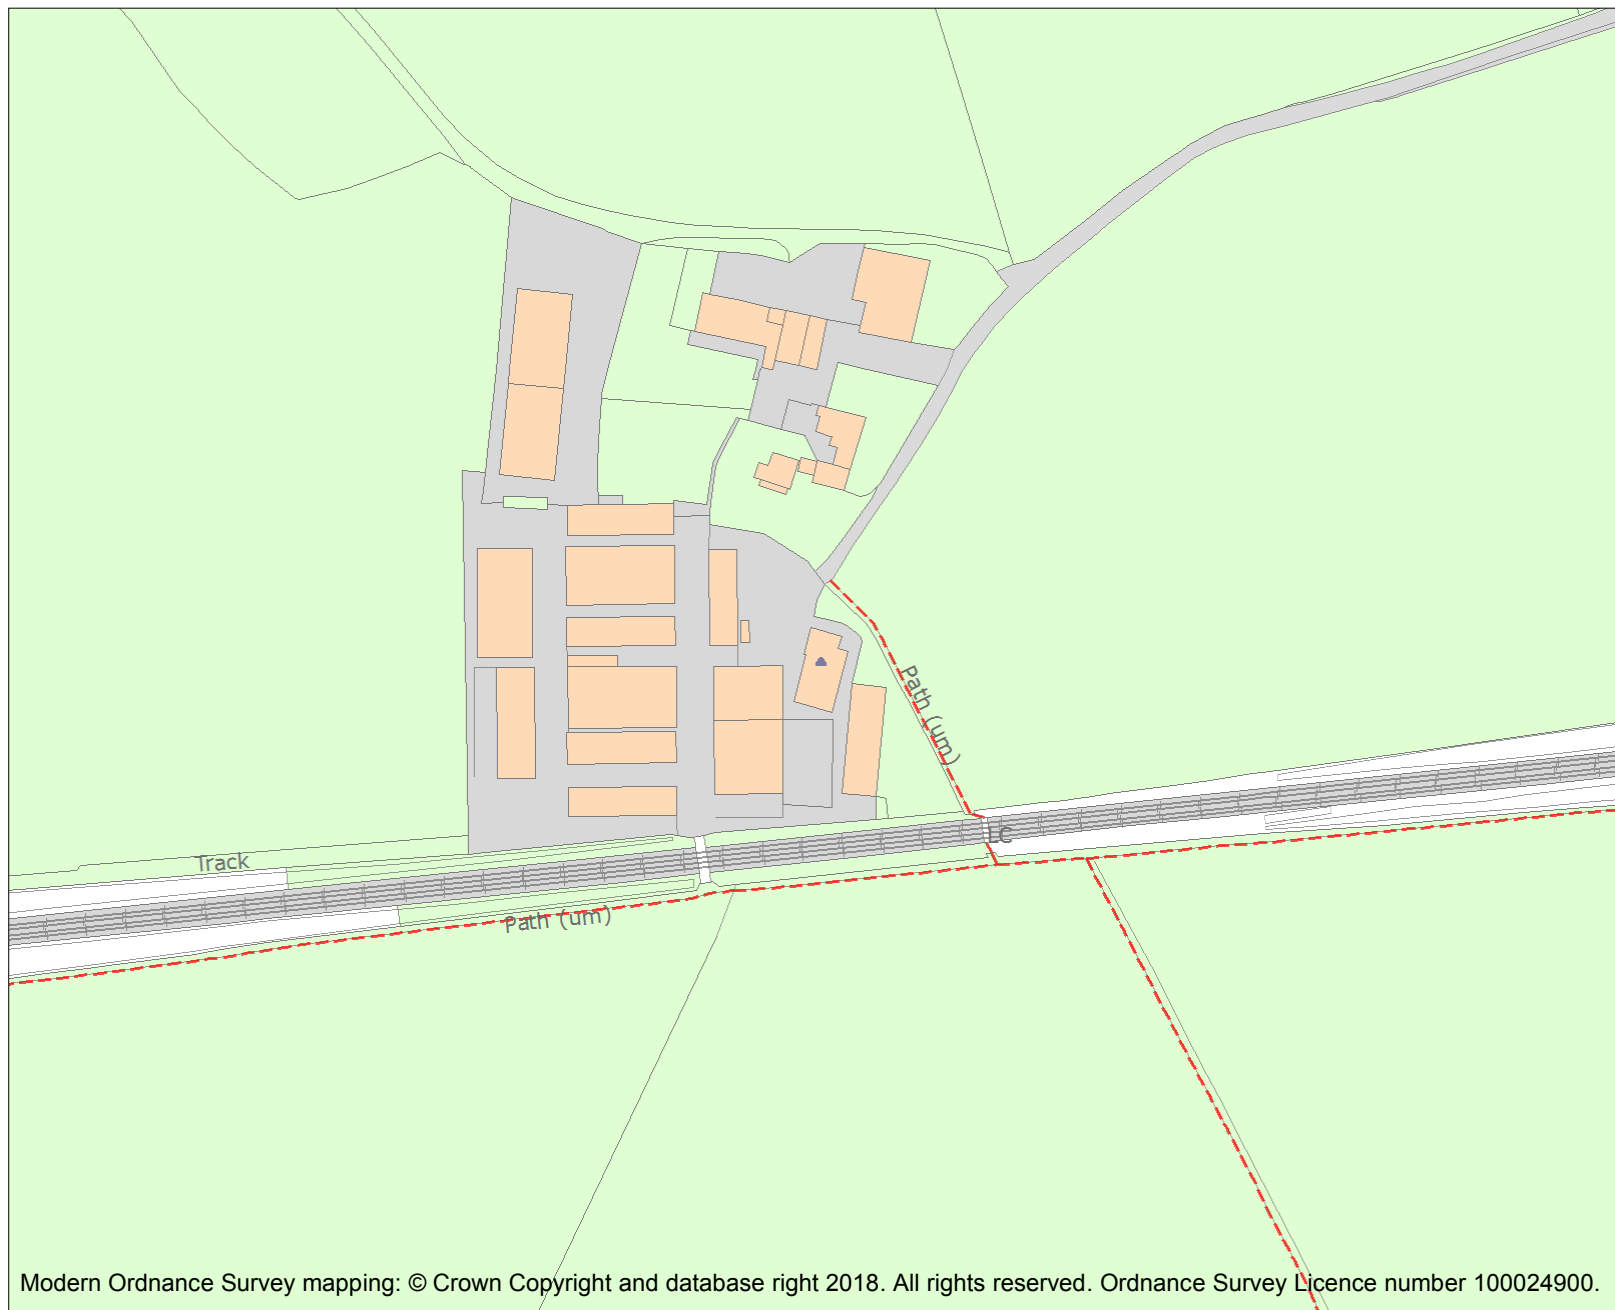 Path (um)
LC
Track
Path (um)
Modern Ordnance Survey mapping: © Crown Copyright and database right 2018. All rights reserved. Ordnance Survey Licence number 100024900.